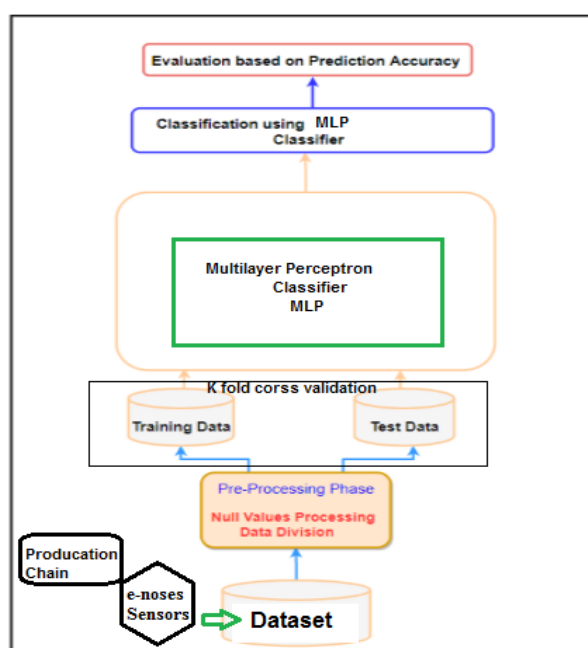 Evaluation based on Prediction Accuracy
Classification using MLP
Classifier
Multilayer Perceptron
Classifier
MLP
K fold corss validation
Training Data
Test Data
Pre-Processing Phase
Null Values Processing
Data Division
Producation
Chain
e-noses
Sensors
Dataset